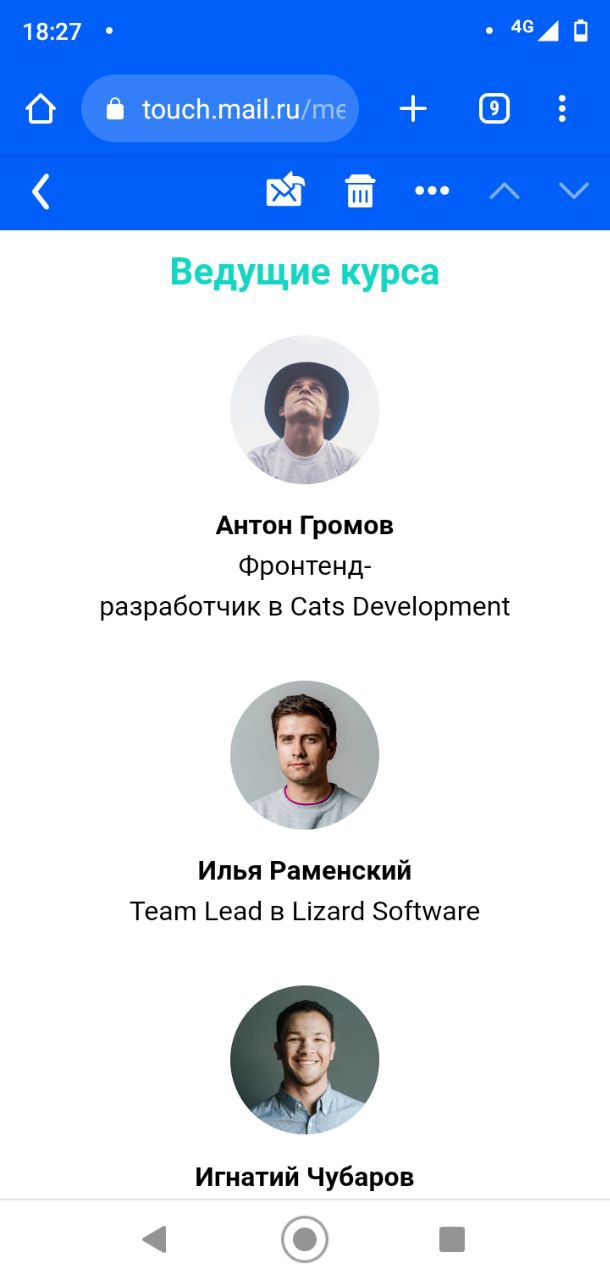 18:27
4G
touch.mail.ru/me
9
Ведущие курса
Антон Громов
Фронтенд-
разработчик в Cats Development
Илья Раменский
Team Lead в Lizard Software
Игнатий Чубаров